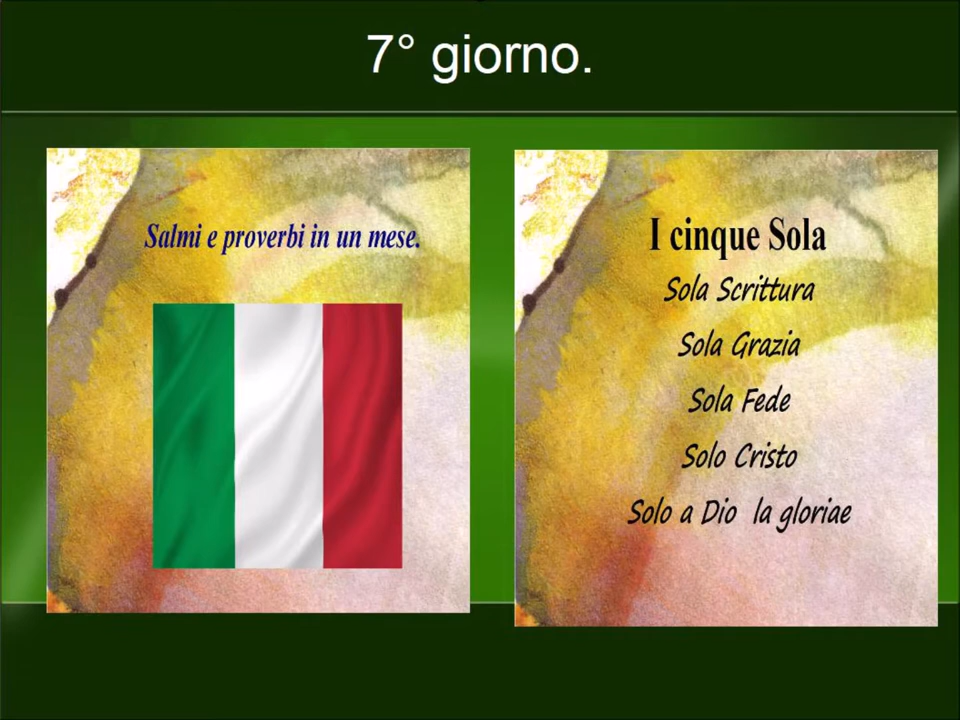 7° giorno.
Salmi e proverbi in un mese.
I cinque Sola
Sola Scrittura
Sola Grazia
Sola Fede
Solo Cristo
Solo a Dio la gloriae